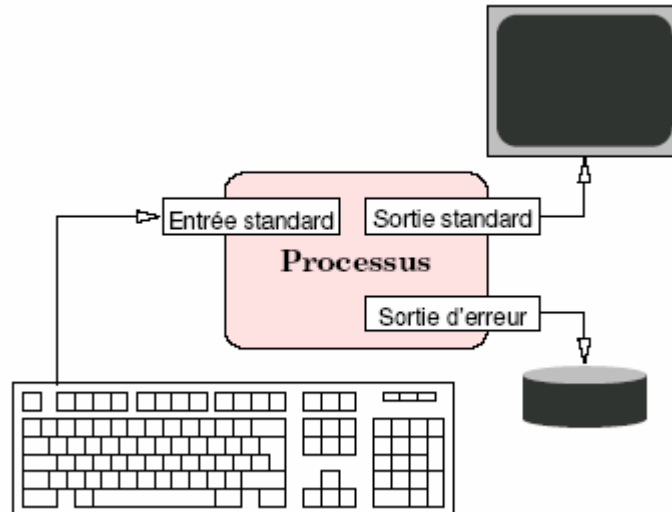 Entrée standard
Sortie standard
Processus
Sortie d'erreur